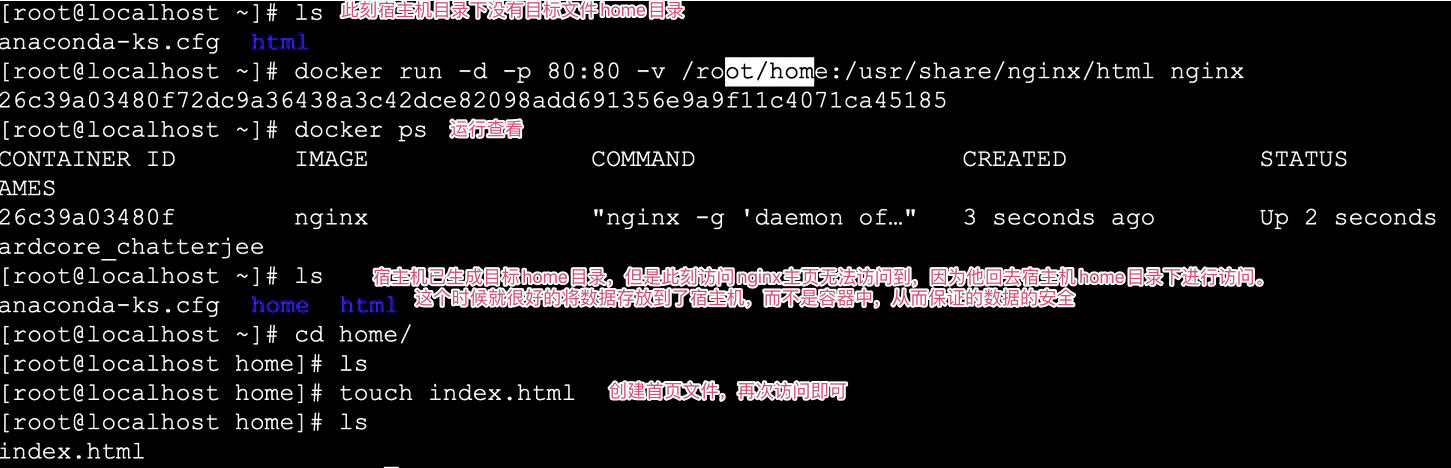 [root@localhost ~]# ls 此刻宿主机目录下没有目标文件home目录
anaconda-ks.cfg html
[root@localhost ~]# docker run -d -p 80:80 -v /root/home:/usr/share/nginx/html nginx
26c39a03480f72dc9a36438a3c42dce82098add691356e9a9f11c4071ca45185
[root@localhost ~]# docker ps 运行查看
CONTAINER ID IMAGE COMMAND CREATED STATUS
AMES
26c39a03480f nginx "nginx -g 'daemon of…" 3 seconds ago Up 2 seconds
ardcore_chatterjee
[root@localhost ~]# ls 宿主机已生成目标home目录，但是此刻访问nginx主页无法访问到，因为他回去宿主机home目录下进行访问。
anaconda-ks.cfg home html 这个时候就很好的将数据存放到了宿主机，而不是容器中，从而保证的数据的安全
[root@localhost ~]# cd home/
[root@localhost home]# ls
[root@localhost home]# touch index.html 创建首页文件，再次访问即可
[root@localhost home]# ls
index.html